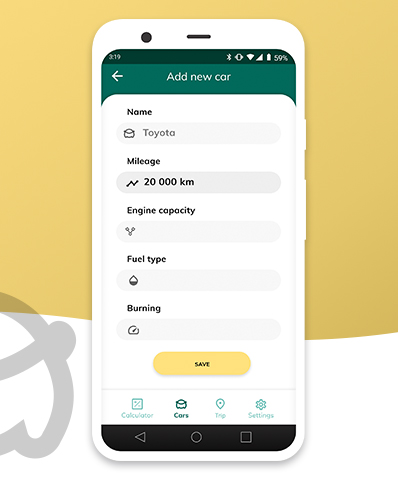 3:19
59%
Add new car
Name
Toyota
Mileage
20 000 km
Engine capacity
Fuel type
Burning
SAVE
Calculator Cars Trip Settings